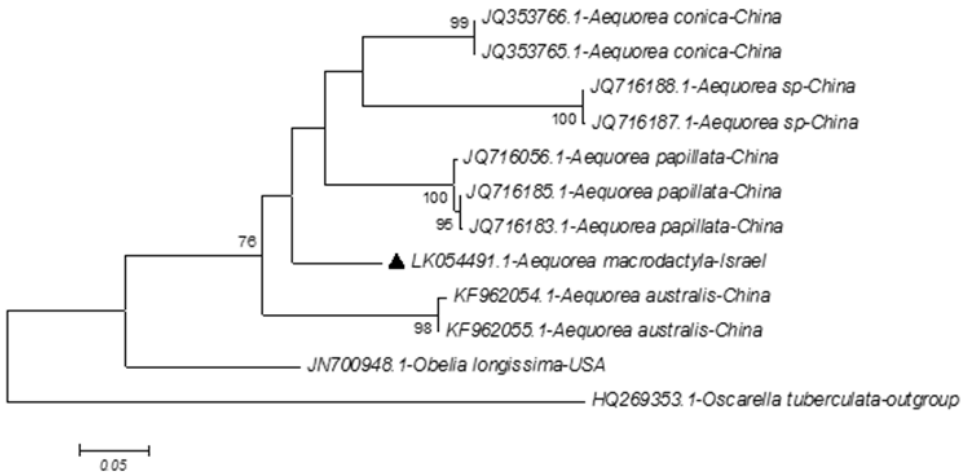 JQ353766.1-Aequorea conica-China
99
JQ353765.1-Aequorea conica-China
JQ716188.1-Aequorea sp-China
100
JQ716187.1-Aequorea sp-China
JQ716056.1-Aequorea papillata-China
100
JQ716185.1-Aequorea papillata-China
95
JQ716183.1-Aequorea papillata-China
76
LK054491.1-Aequorea macrodactyla-Israel
KF962054.1-Aequorea australis-China
98
KF962055.1-Aequorea australis-China
JN700948.1-Obelia longissima-USA
HQ269353.1-Oscarella tuberculata-outgroup
0.05